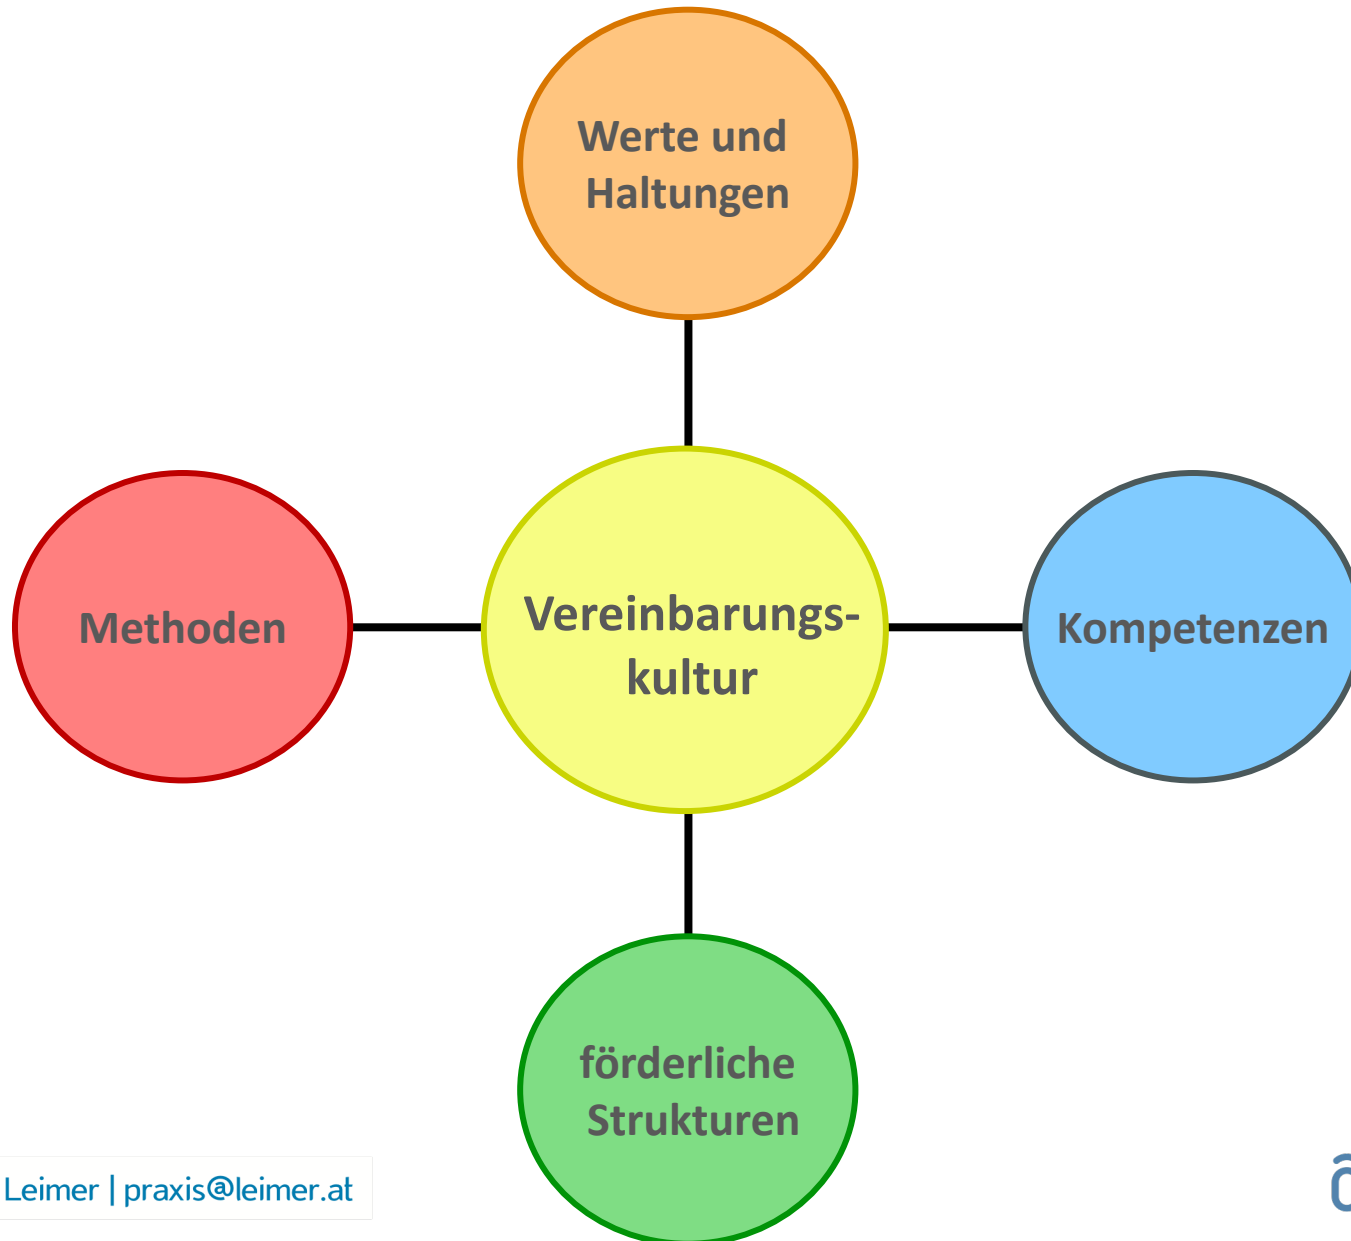 Werte und
Haltungen
Methoden
Vereinbarungs-
kultur
Kompetenzen
förderliche
Strukturen
Leimer | praxis@leimer.at